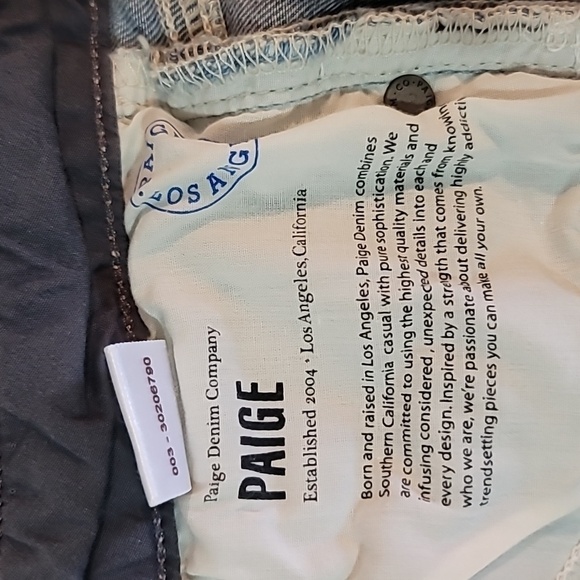 LOS ANG
003 - 30206790
Paige Denim Company
PAIGE
Established 2004 • Los Angeles, California
Born and raised in Los Angeles, Paige Denim combines
Southern California casual with pure sophistication. We
are committed to using the highest quality materials and
infusing considered, unexpected details into each and
every design. Inspired by a strength that comes from knowing
who we are, we're passionate about delivering highly addictive
trendsetting pieces you can make all your own.